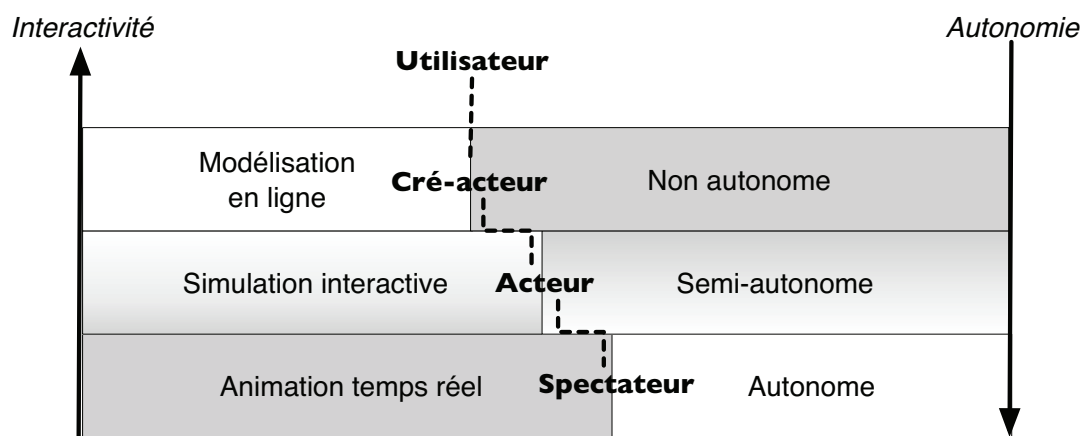 Interactivité
Autonomie
Utilisateur
Modélisation
en ligne
Cré-acteur
Non autonome
Simulation interactive
Acteur
Semi-autonome
Animation temps réel
Spectateur
Autonome